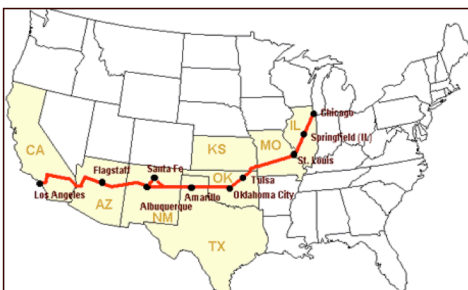 Chicago
IL
Springfield (IL)
KS
MO
CA
St. Louis
Flagstaff
Santa Fe
OK
Tulsa
Los Angeles
Amarillo
Oklahoma City
AZ
Albuquerque
NM
TX